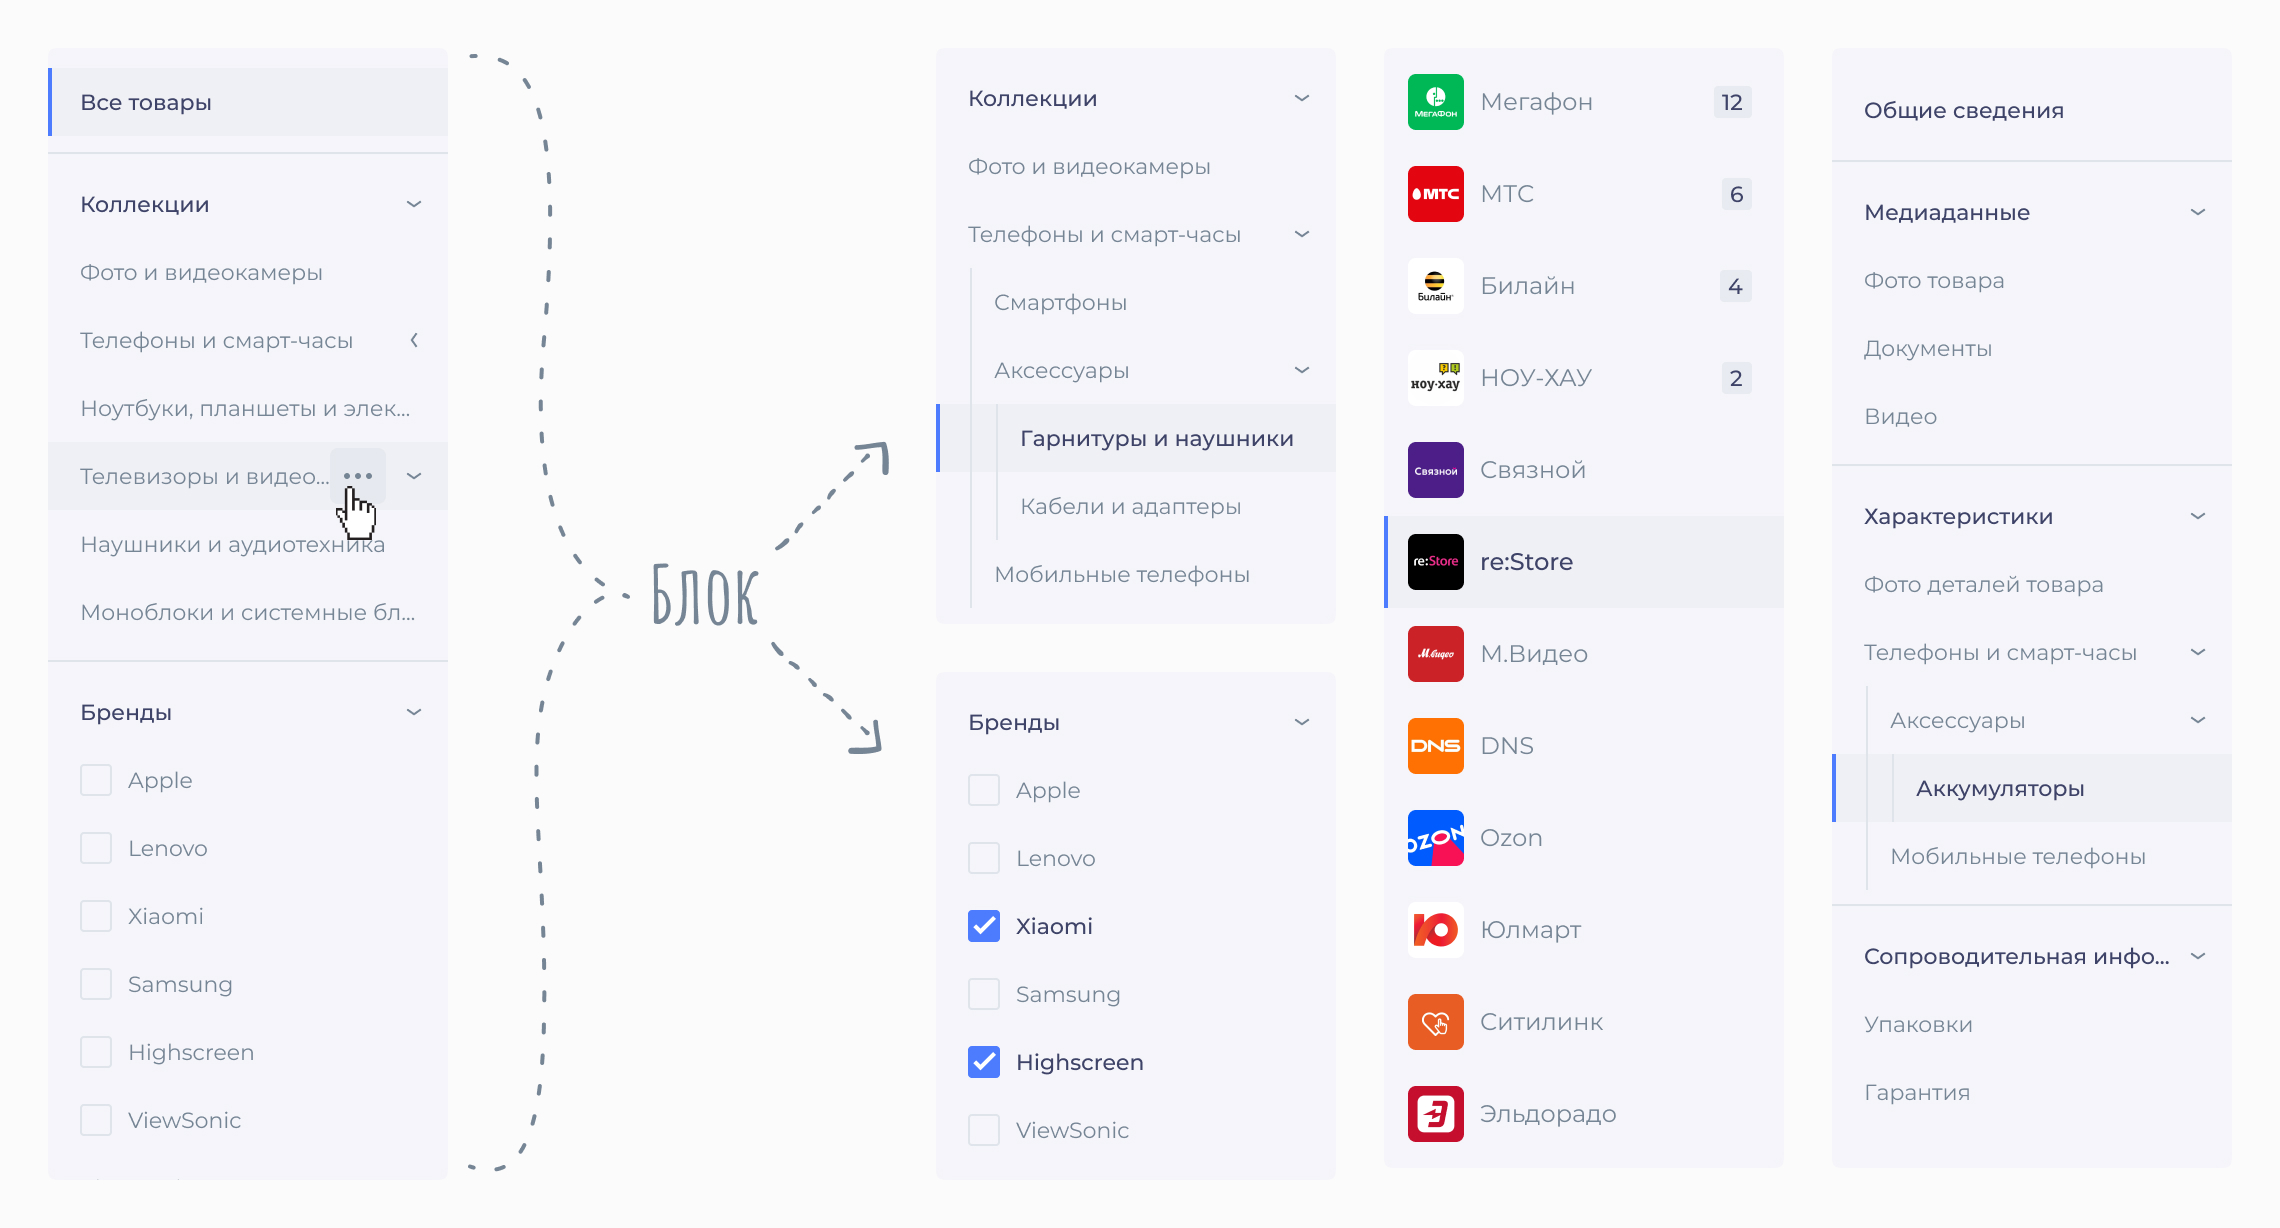 Все товары
Коллекции
Фото и видеокамеры
Телефоны и смарт-часы
Ноутбуки, планшеты и элек...
Телевизоры и видео...
Наушники и аудиотехника
Моноблоки и системные бл...
Бренды
Apple
Lenovo
Xiaomi
Samsung
Highscreen
ViewSonic
Блок
Коллекции
Фото и видеокамеры
Телефоны и смарт-часы
Смартфоны
Аксессуары
Гарнитуры и наушники
Кабели и адаптеры
Мобильные телефоны
Бренды
Apple
Lenovo
Xiaomi
Samsung
Highscreen
ViewSonic
МЕГАФОН Мегафон 12
МТС МТС 6
Билайн Билайн 4
ноу-хау НОУ-ХАУ 2
Связной Связной
re:Store re:Store
М.видео М.Видео
DNS DNS
OZON Ozon
Ю Юлмарт
Ситилинк
Э Эльдорадо
Общие сведения
Медиаданные
Фото товара
Документы
Видео
Характеристики
Фото деталей товара
Телефоны и смарт-часы
Аксессуары
Аккумуляторы
Мобильные телефоны
Сопроводительная инфо...
Упаковки
Гарантия